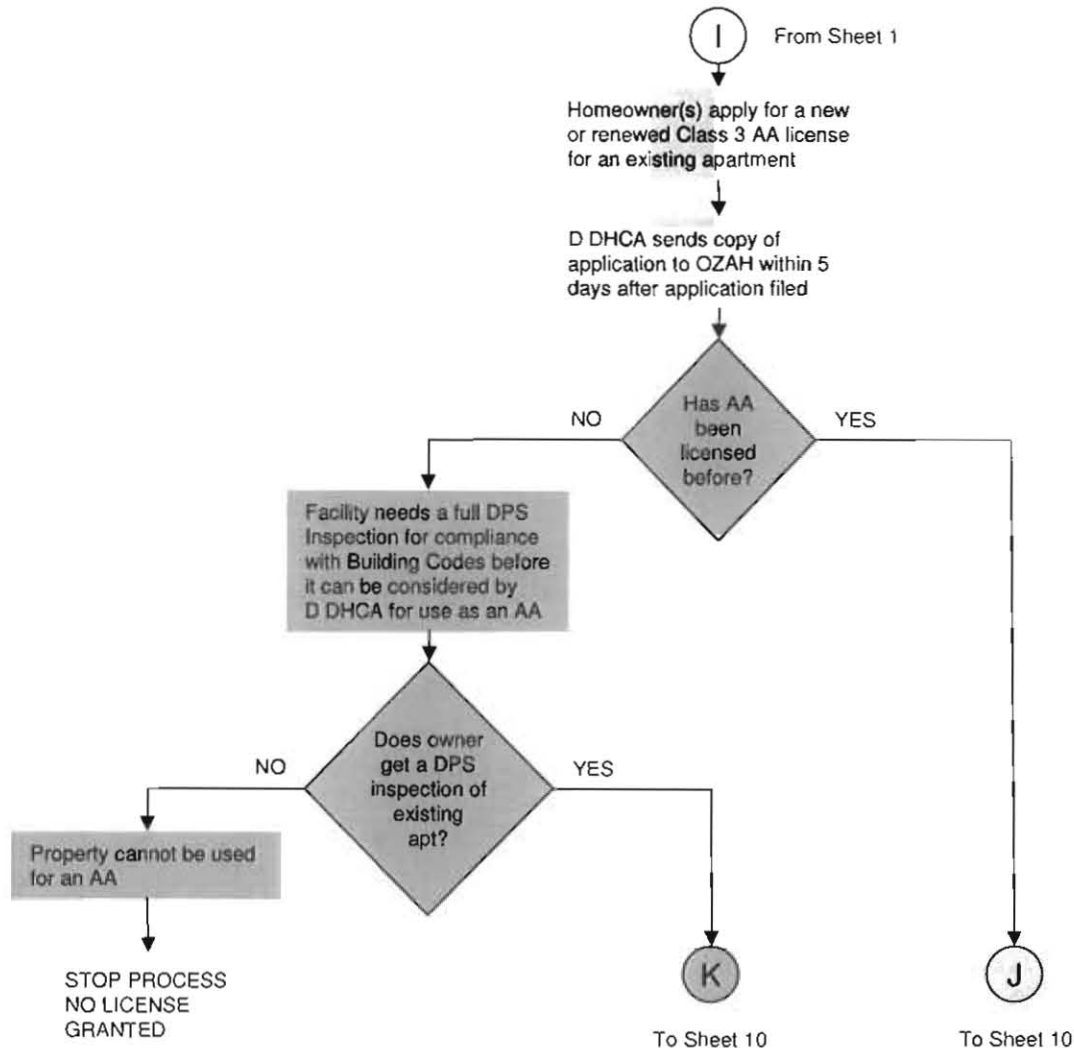 I
From Sheet 1
Homeowner(s) apply for a new
or renewed Class 3 AA license
for an existing apartment
D DHCA sends copy of
application to OZAH within 5
days after application filed
Has AA
been
licensed
before?
NO
YES
Facility needs a full DPS
Inspection for compliance
with Building Codes before
it can be considered by
D DHCA for use as an AA
Does owner
get a DPS
inspection of
existing
apt?
NO
YES
Property cannot be used
for an AA
STOP PROCESS
NO LICENSE
GRANTED
K
To Sheet 10
J
To Sheet 10